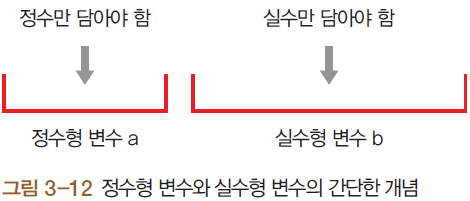 정수만 담아야 함 실수만 담아야 함
정수형 변수 a 실수형 변수 b
그림 3-12 정수형 변수와 실수형 변수의 간단한 개념